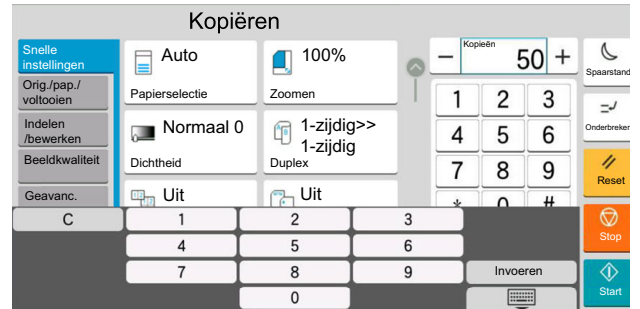 Kopiëren
Snelle
instellingen
Orig./pap./
voltooien
Indelen
/bewerken
Beeldkwaliteit
Geavanc.
Auto
Papierselectie
100%
Zoomen
Normaal 0
Dichtheid
1-zijdig>>
1-zijdig
Duplex
Uit
Uit
Kopieën
− 50 +
1 2 3
4 5 6
7 8 9
* 0 #
Spaarstand
Onderbreken
Reset
Stop
Start
C 1 2 3
4 5 6
7 8 9 Invoeren
0